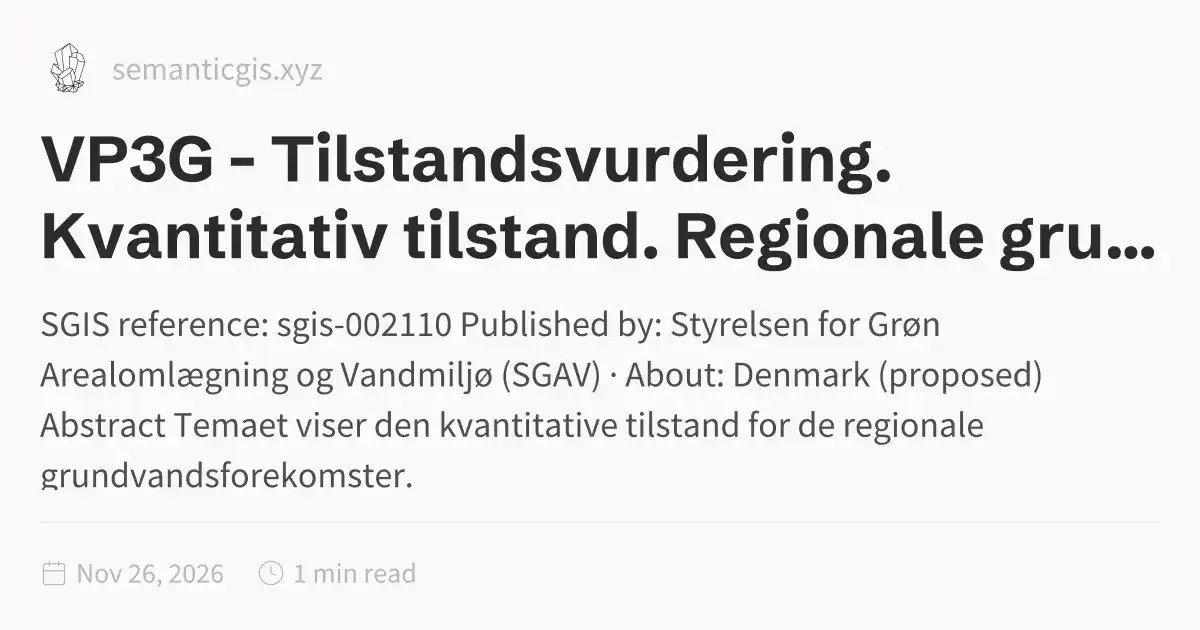 semanticgis.xyz
VP3G - Tilstandsvurdering.
Kvantitativ tilstand. Regionale gru...
SGIS reference: sgis-002110 Published by: Styrelsen for Grøn
Arealomlægning og Vandmiljø (SGAV) · About: Denmark (proposed)
Abstract Temaet viser den kvantitative tilstand for de regionale
grundvandsforekomster.
Nov 26, 2026
1 min read